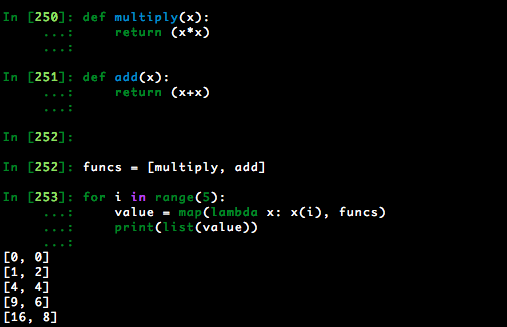 In [250]: def multiply(x):
     ...:     return (x*x)
     ...:
In [251]: def add(x):
     ...:     return (x+x)
     ...:
In [252]:
In [252]: funcs = [multiply, add]
In [253]: for i in range(5):
     ...:     value = map(lambda x: x(i), funcs)
     ...:     print(list(value))
     ...:
[0, 0]
[1, 2]
[4, 4]
[9, 6]
[16, 8]